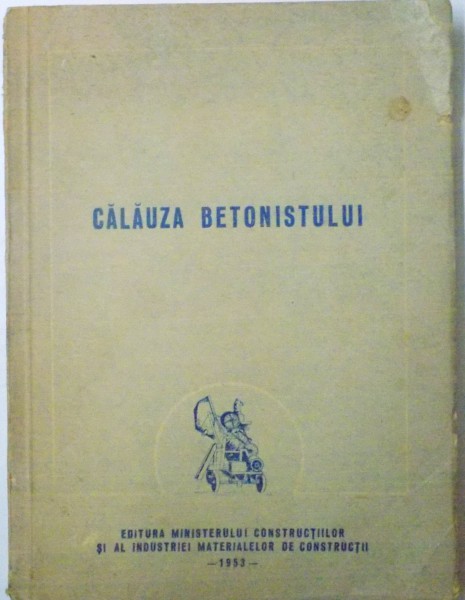 CĂLĂUZA BETONISTULUI
EDITURA MINISTERULUI CONSTRUCȚIILOR
ȘI AL INDUSTRIEI MATERIALELOR DE CONSTRUCȚII
—1953—